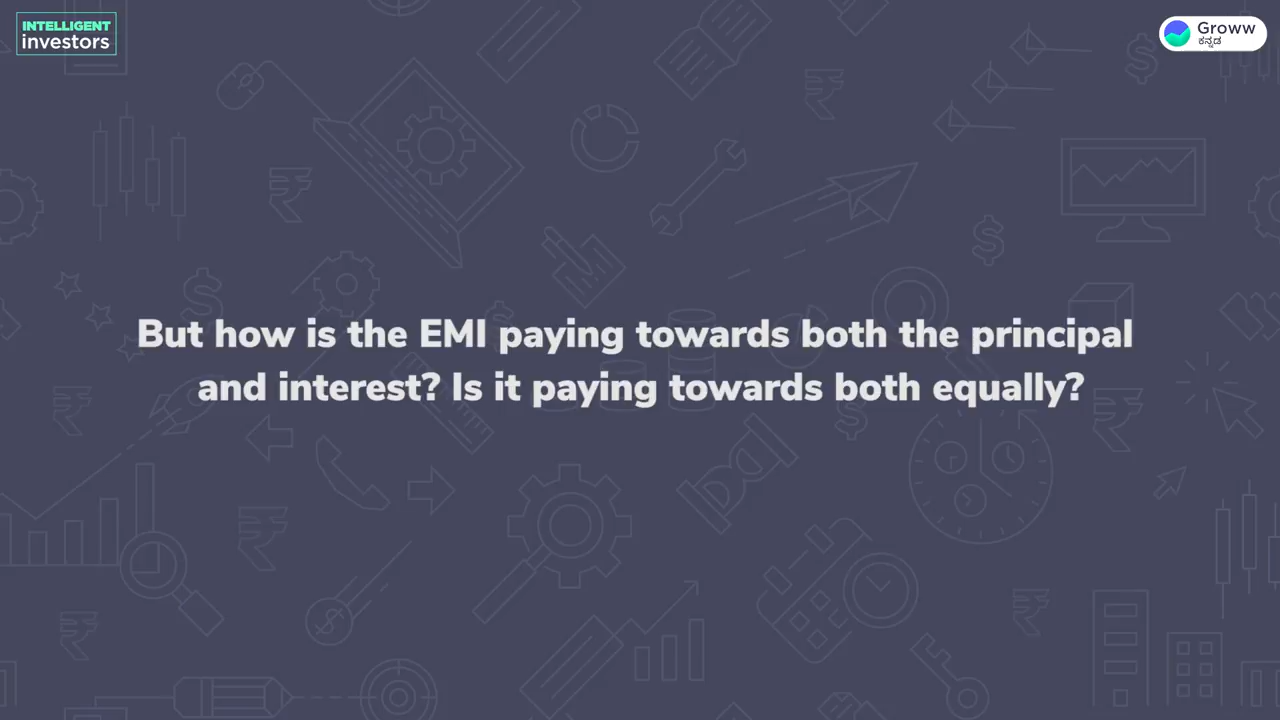 INTELLIGENT
investors
Groww
ಕನ್ನಡ
But how is the EMI paying towards both the principal
and interest? Is it paying towards both equally?